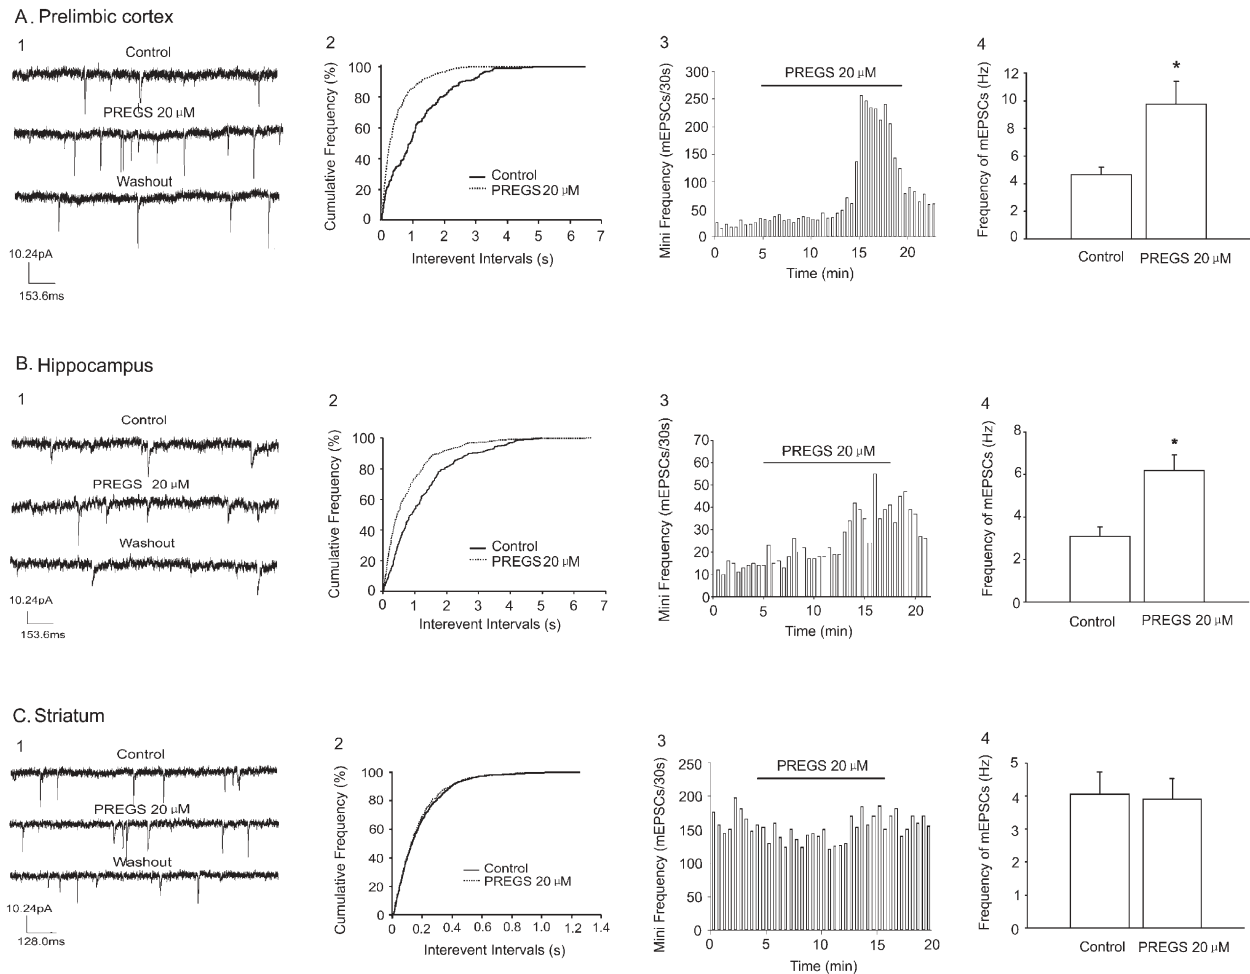 A. Prelimbic cortex
1
Control
PREGS 20 μM
Washout
10.24pA
153.6ms
2
Cumulative Frequency (%)
100
80
60
40
20
0
Control
PREGS 20 μM
0 1 2 3 4 5 6 7
Interevent Intervals (s)
3
Mini Frequency (mEPSCs/30s)
300
250
200
150
100
50
0
PREGS 20 μM
0 5 10 15 20
Time (min)
4
Frequency of mEPSCs (Hz)
12
10
8
6
4
2
0
*
Control PREGS 20 μM
B. Hippocampus
1
Control
PREGS 20 μM
Washout
10.24pA
153.6ms
2
Cumulative Frequency (%)
100
80
60
40
20
0
Control
PREGS 20 μM
0 1 2 3 4 5 6 7
Interevent Intervals (s)
3
Mini Frequency (mEPSCs/30s)
70
60
50
40
30
20
10
0
PREGS 20 μM
0 5 10 15 20
Time (min)
4
Frequency of mEPSCs (Hz)
8
6
4
2
0
*
Control PREGS 20 μM
C. Striatum
1
Control
PREGS 20 μM
Washout
10.24pA
128.0ms
2
Cumulative Frequency (%)
100
80
60
40
20
0
Control
PREGS 20 μM
0 0.2 0.4 0.6 0.8 1.0 1.2 1.4
Interevent Intervals (s)
3
Mini Frequency (mEPSCs/30s)
250
200
150
100
50
0
PREGS 20 μM
0 5 10 15 20
Time (min)
4
Frequency of mEPSCs (Hz)
5
4
3
2
1
0
Control PREGS 20 μM